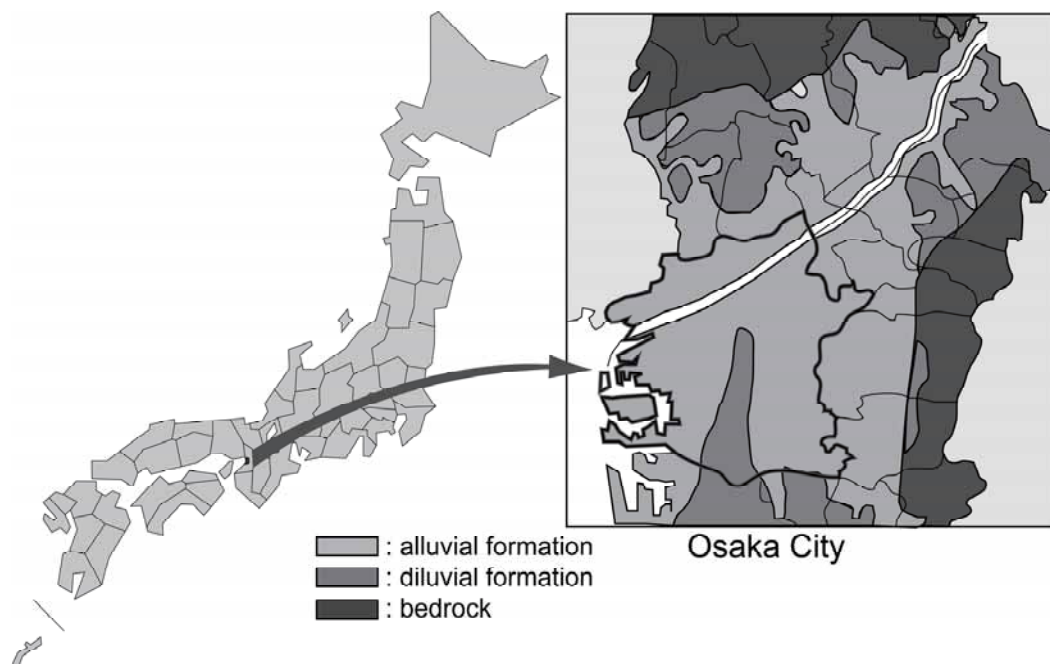 Osaka City
: alluvial formation
: diluvial formation
: bedrock